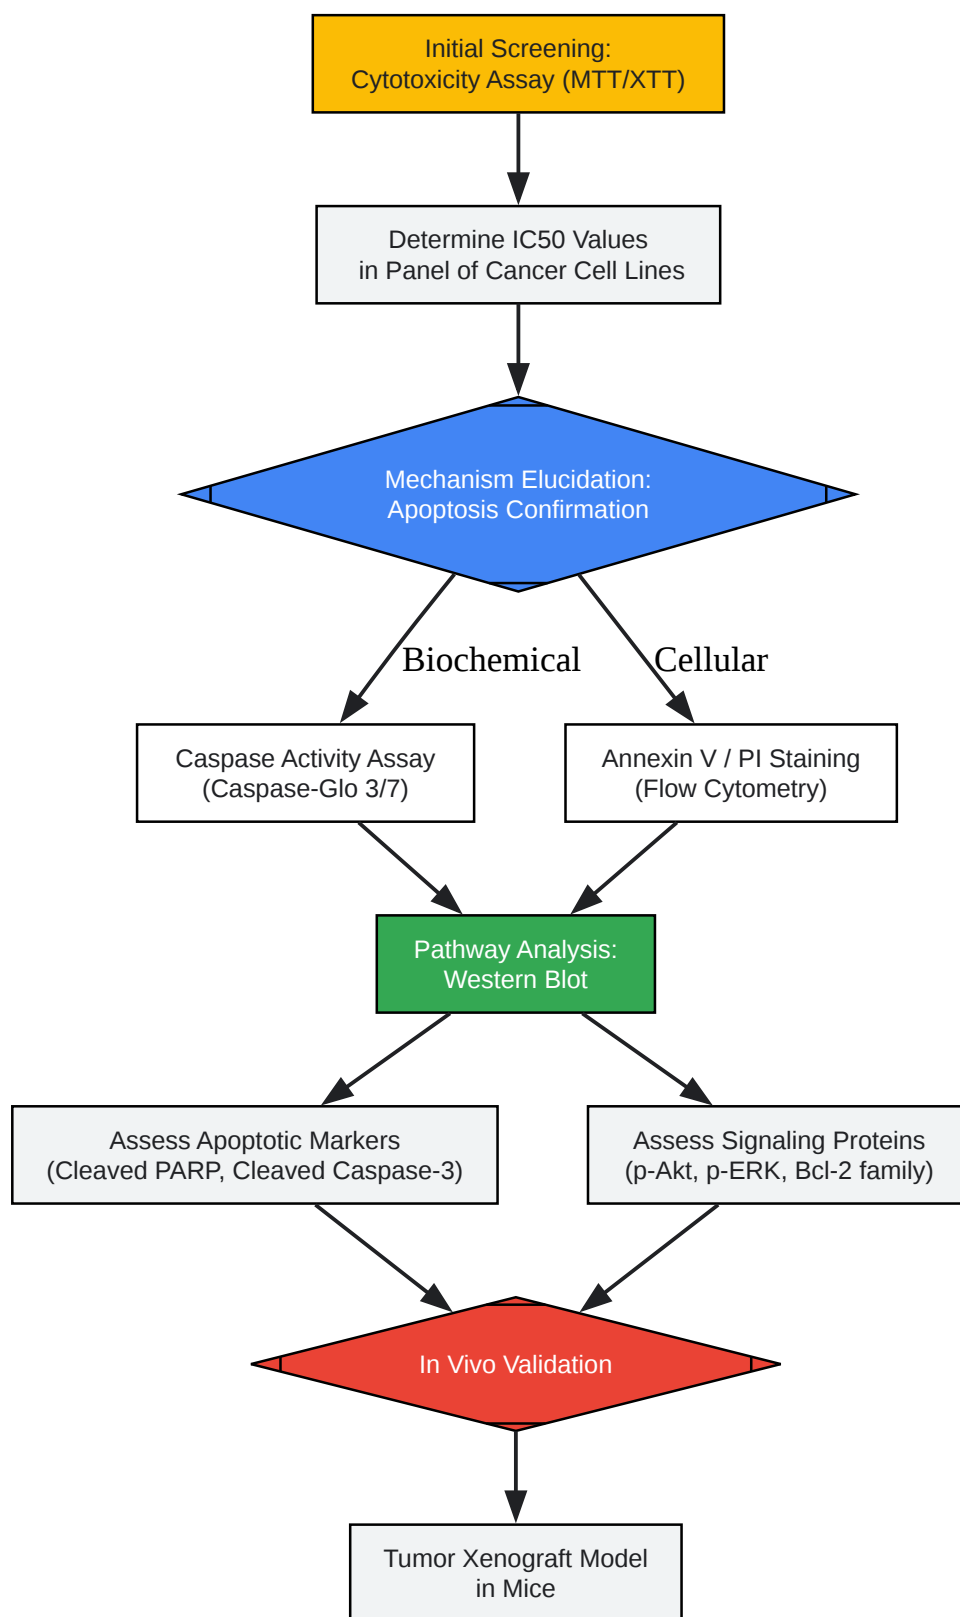 Initial Screening:
Cytotoxicity Assay (MTT/XTT)
Determine IC50 Values
in Panel of Cancer Cell Lines
Mechanism Elucidation:
Apoptosis Confirmation
Biochemical
Cellular
Caspase Activity Assay
(Caspase-Glo 3/7)
Annexin V / PI Staining
(Flow Cytometry)
Pathway Analysis:
Western Blot
Assess Apoptotic Markers
(Cleaved PARP, Cleaved Caspase-3)
Assess Signaling Proteins
(p-Akt, p-ERK, Bcl-2 family)
In Vivo Validation
Tumor Xenograft Model
in Mice